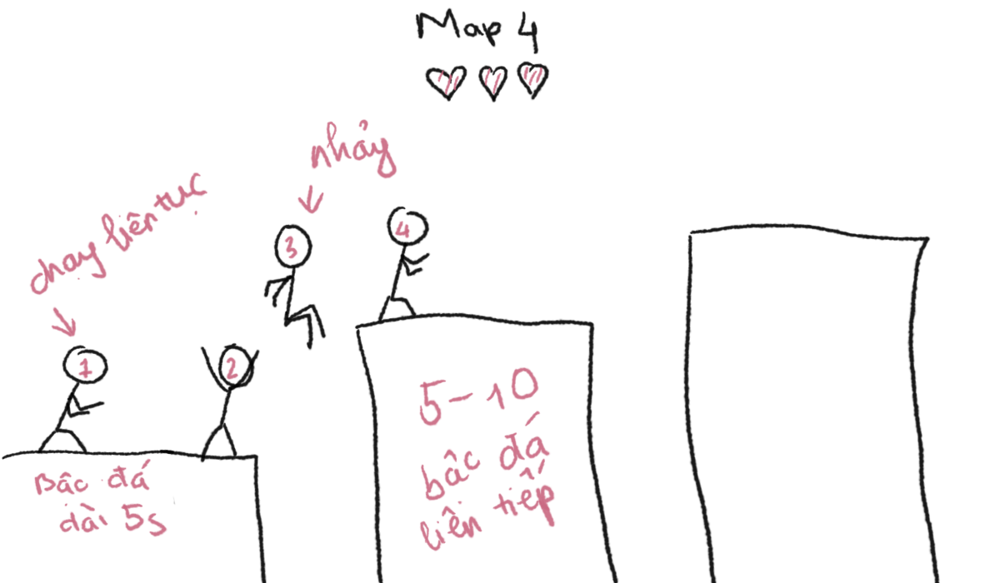 Map 4
nhảy
chạy liên tục
3
4
1
2
Bậc đá
dài 5s
5-10
bậc đá
liên tiếp